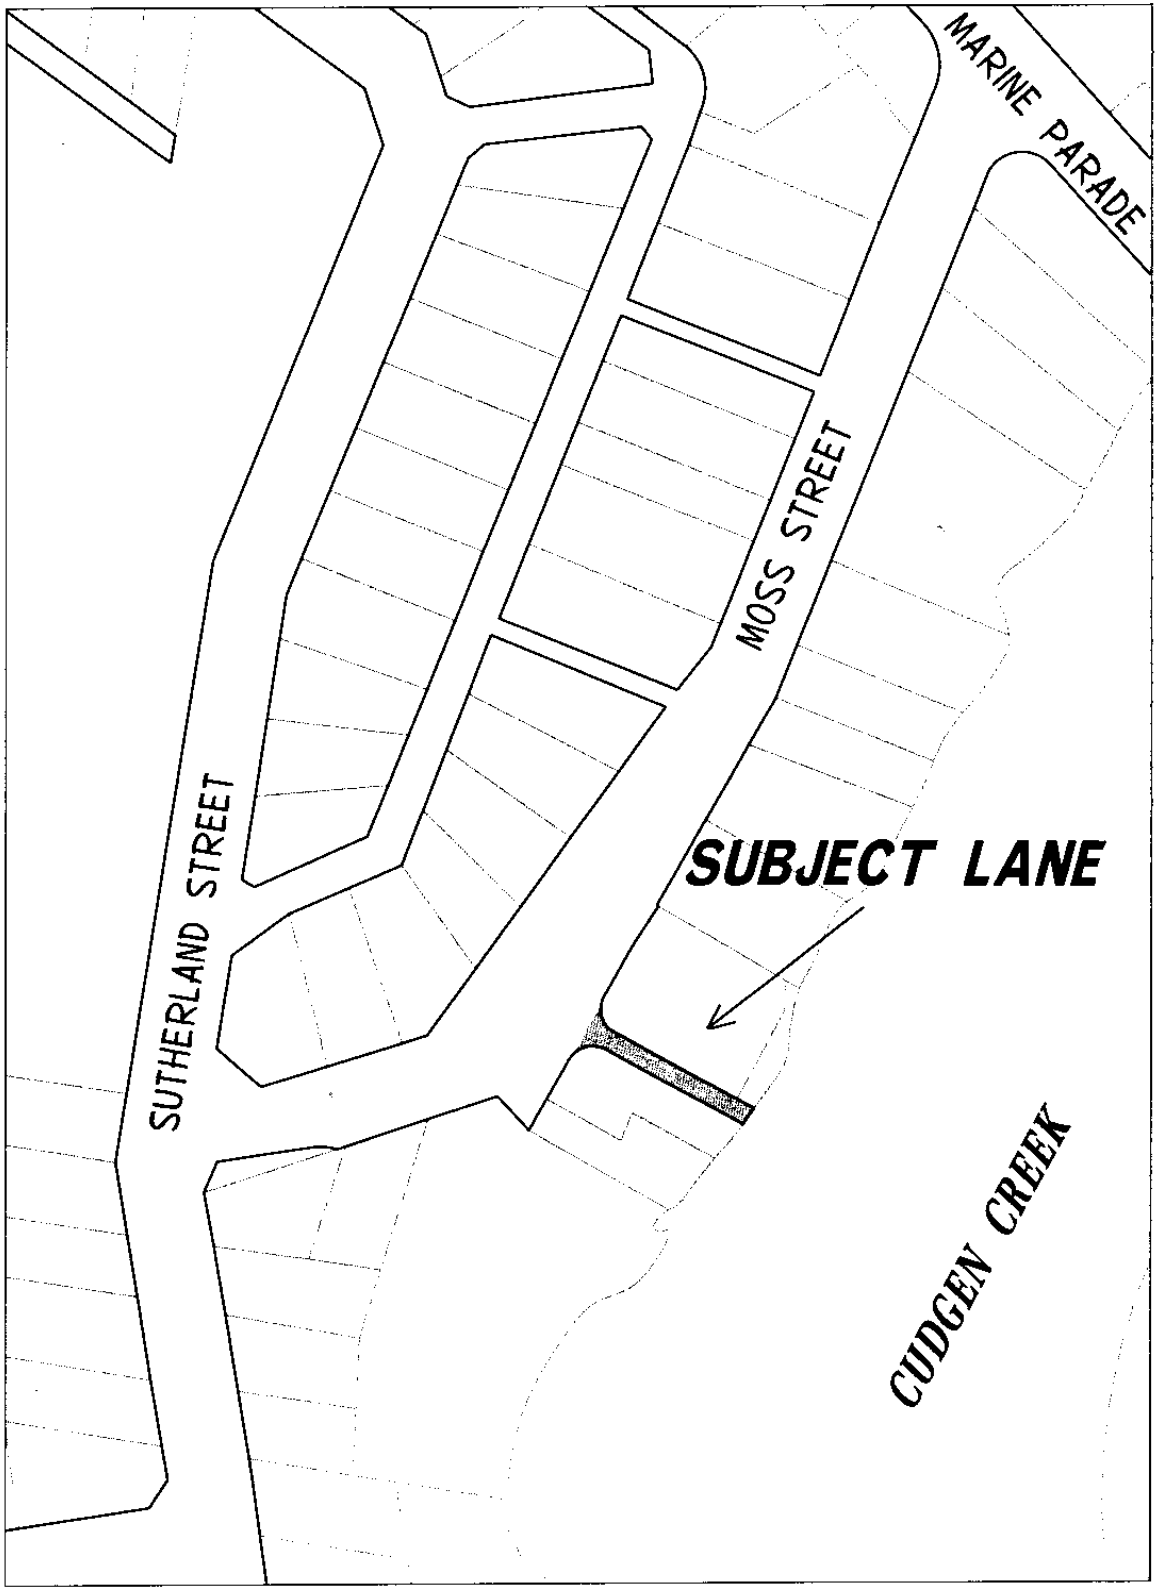 MARINE PARADE
MOSS STREET
SUTHERLAND STREET
SUBJECT LANE
CUDGEN CREEK